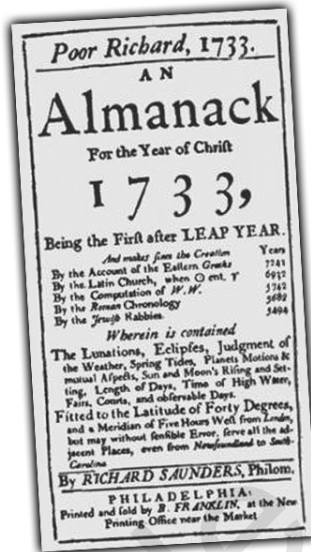 Poor Richard, 1733.
AN
Almanack
For the Year of Chriſt
1733,
Being the Firſt after LEAP YEAR.
And makes ſince the Creation Years
By the Account of the Eaſtern Greeks 7241
By the Latin Church, when ☉ ent. ♈ 6932
By the Computation of W.W. 5742
By the Roman Chronology 5682
By the Jewiſh Rabbies. 5494
Wherein is contained
The Lunations, Eclipſes, Judgment of
the Weather, Spring Tides, Planets Motions &
mutual Aſpects, Sun and Moon's Riſing and Set-
ting, Length of Days, Time of High Water,
Fairs, Courts, and obſervable Days.
Fitted to the Latitude of Forty Degrees,
and a Meridian of Five Hours Weſt from London,
but may without ſenſible Error, ſerve all the ad-
jacent Places, even from Newfoundland to South-
Carolina.
By RICHARD SAUNDERS, Philom.
PHILADELPHIA:
Printed and ſold by B. FRANKLIN, at the New
Printing Office near the Market